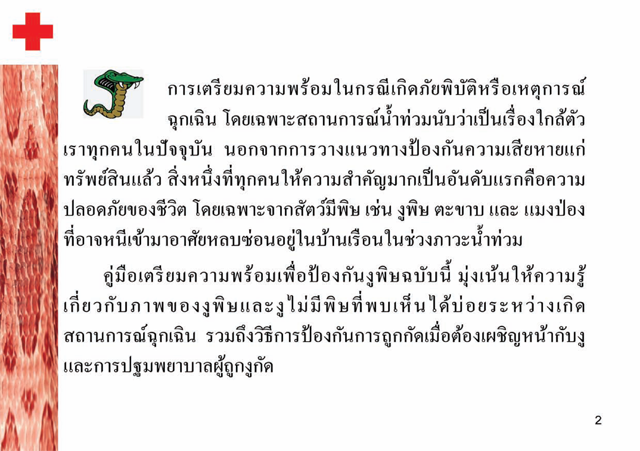 การเตรียมความพร้อมในกรณีเกิดภัยพิบัติหรือเหตุการณ์
ฉุกเฉิน โดยเฉพาะสถานการณ์น้ำท่วมนับว่าเป็นเรื่องใกล้ตัว
เราทุกคนในปัจจุบัน นอกจากการวางแนวทางป้องกันความเสียหายแก่
ทรัพย์สินแล้ว สิ่งหนึ่งที่ทุกคนให้ความสำคัญมากเป็นอันดับแรกคือความ
ปลอดภัยของชีวิต โดยเฉพาะจากสัตว์มีพิษ เช่น งูพิษ ตะขาบ และ แมงป่อง
ที่อาจหนีเข้ามาอาศัยหลบซ่อนอยู่ในบ้านเรือนในช่วงภาวะน้ำท่วม
คู่มือเตรียมความพร้อมเพื่อป้องกันงูพิษฉบับนี้ มุ่งเน้นให้ความรู้
เกี่ยวกับภาพของงูพิษและงูไม่มีพิษที่พบเห็นได้บ่อยระหว่างเกิด
สถานการณ์ฉุกเฉิน รวมถึงวิธีการป้องกันการถูกกัดเมื่อต้องเผชิญหน้ากับงู
และการปฐมพยาบาลผู้ถูกงูกัด
2